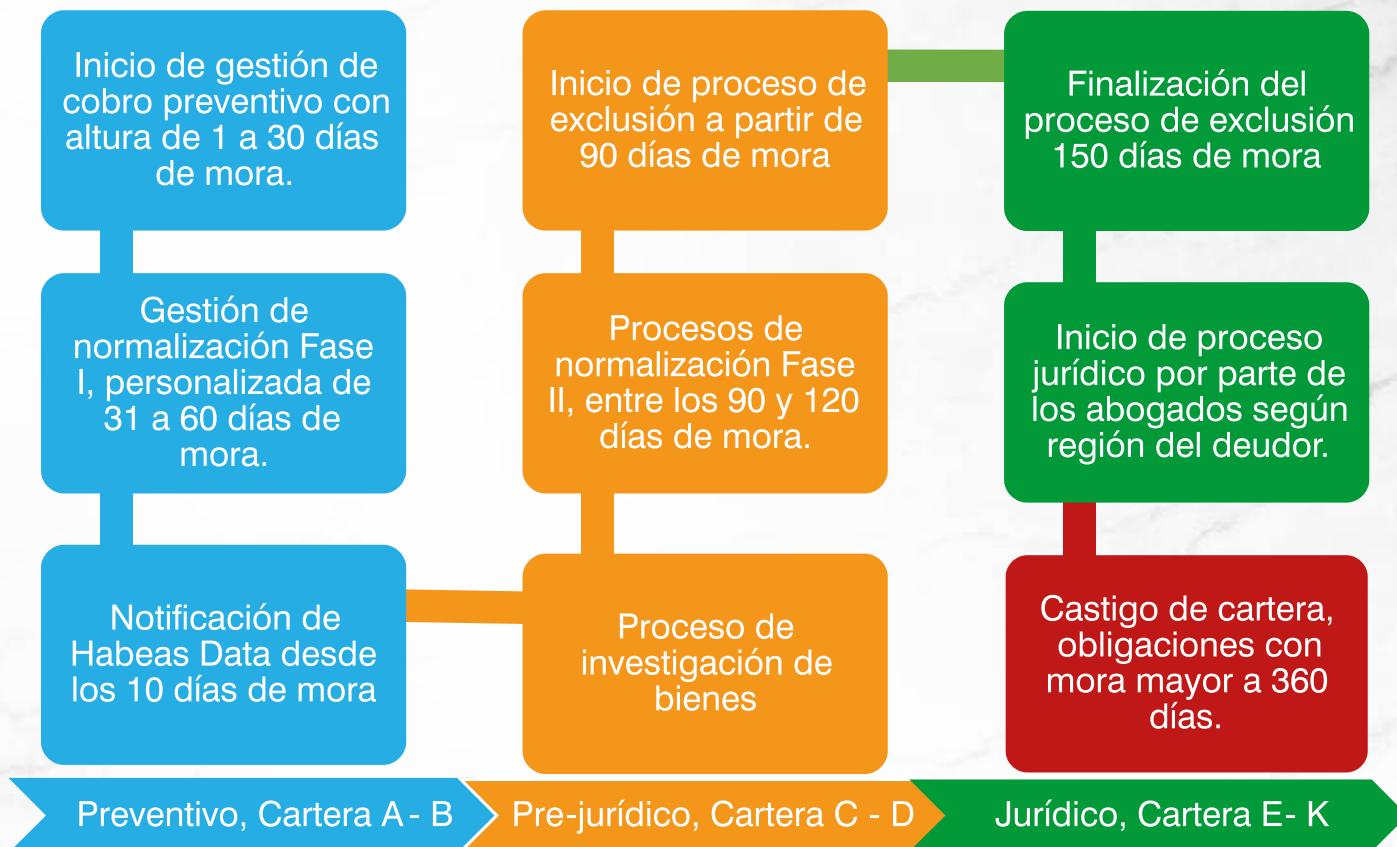 Inicio de gestión de
cobro preventivo con
altura de 1 a 30 días
de mora.
Gestión de
normalización Fase
I, personalizada de
31 a 60 días de
mora.
Notificación de
Habeas Data desde
los 10 días de mora
Inicio de proceso de
exclusión a partir de
90 días de mora
Procesos de
normalización Fase
II, entre los 90 y 120
días de mora.
Proceso de
investigación de
bienes
Finalización del
proceso de exclusión
150 días de mora
Inicio de proceso
jurídico por parte de
los abogados según
región del deudor.
Castigo de cartera,
obligaciones con
mora mayor a 360
días.
Preventivo, Cartera A - B
Pre-jurídico, Cartera C - D
Jurídico, Cartera E- K